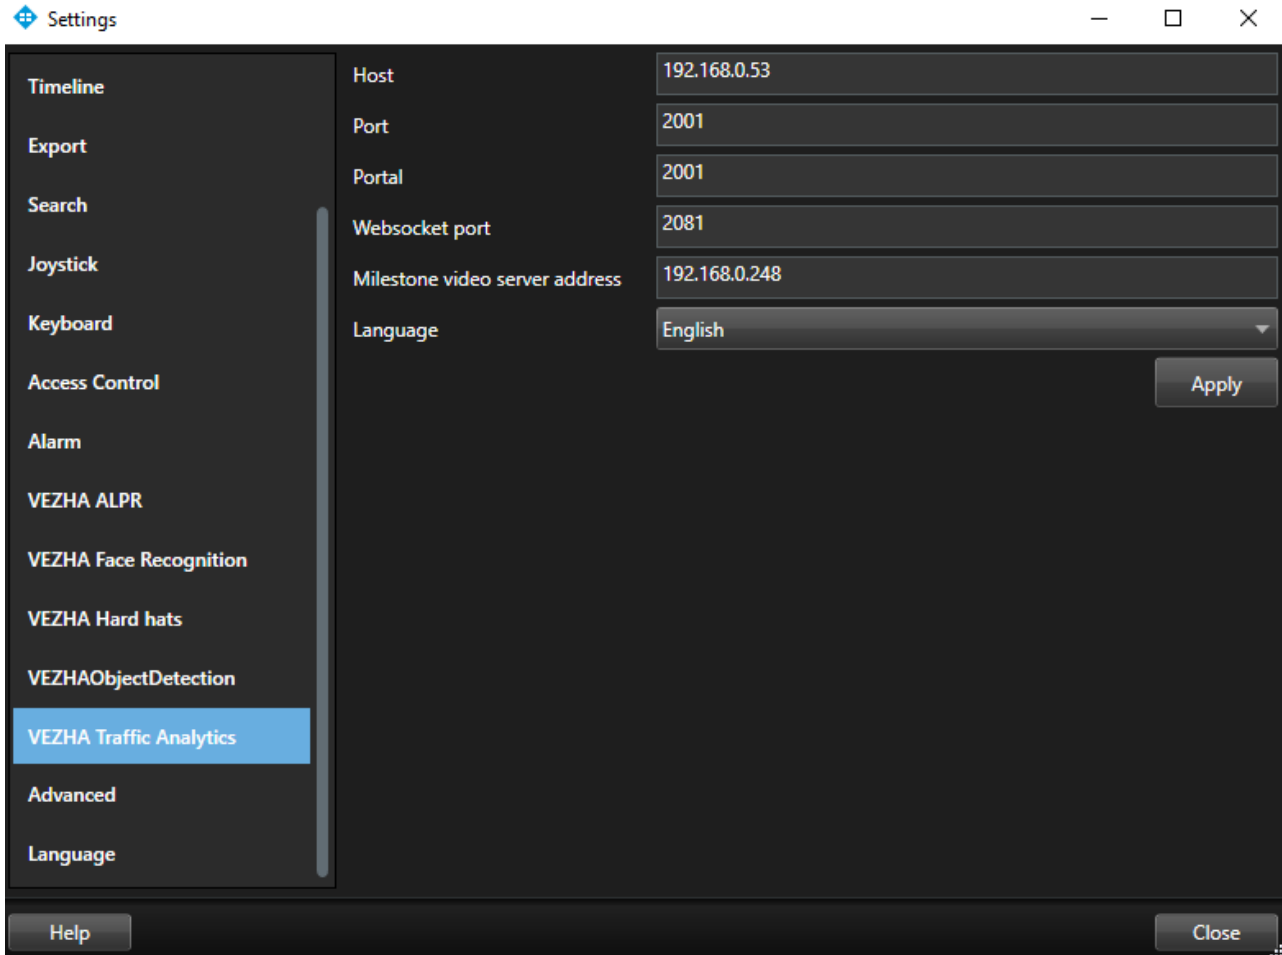 Settings
Timeline
Export
Search
Joystick
Keyboard
Access Control
Alarm
VEZHA ALPR
VEZHA Face Recognition
VEZHA Hard hats
VEZHAObjectDetection
VEZHA Traffic Analytics
Advanced
Language
Host 192.168.0.53
Port 2001
Portal 2001
Websocket port 2081
Milestone video server address 192.168.0.248
Language English
Apply
Help
Close